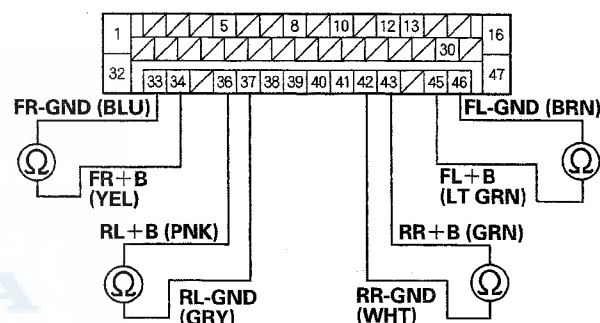 1 5 8 10 12 13 16
30
32 33 34 36 37 38 39 40 41 42 43 45 46 47
FR-GND (BLU) FL-GND (BRN)
Ω Ω
FR+B
(YEL)
FL+B
(LT GRN)
RL+B (PNK) RR+B (GRN)
Ω Ω
RL-GND
(GRY)
RR-GND
(WHT)